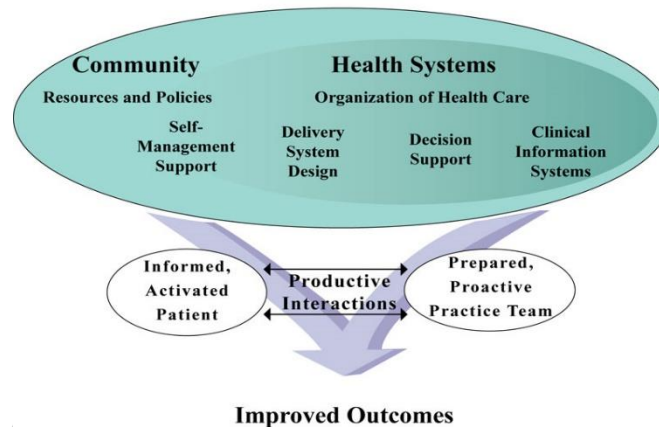 Community
Health Systems
Resources and Policies
Organization of Health Care
Self-
Management
Support
Delivery
System
Design
Decision
Support
Clinical
Information
Systems
Informed,
Activated
Patient
Productive
Interactions
Prepared,
Proactive
Practice Team
Improved Outcomes